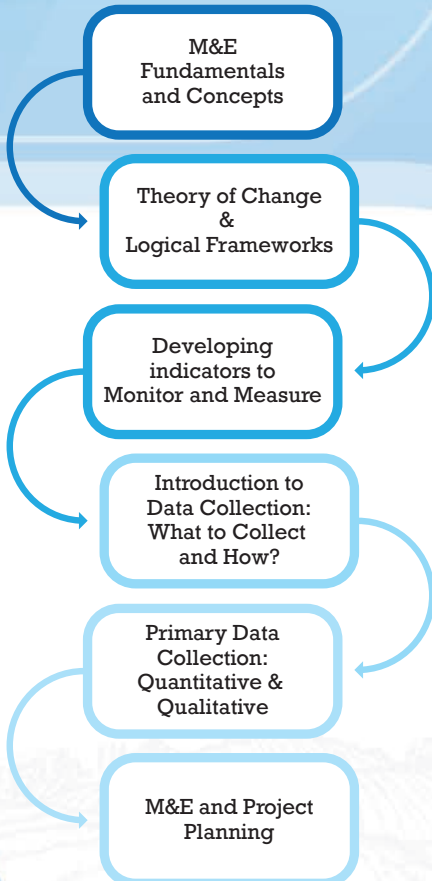 M&E
Fundamentals
and Concepts
Theory of Change
&
Logical Frameworks
Developing
indicators to
Monitor and Measure
Introduction to
Data Collection:
What to Collect
and How?
Primary Data
Collection:
Quantitative &
Qualitative
M&E and Project
Planning